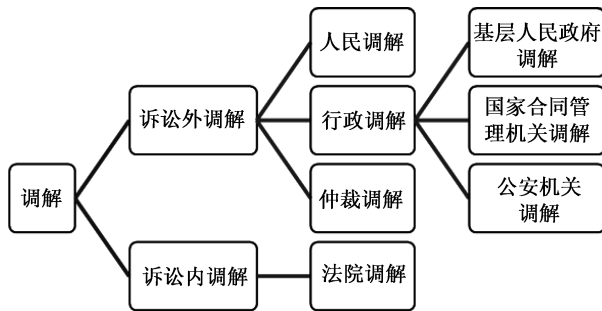 调解
诉讼外调解
诉讼内调解
人民调解
行政调解
仲裁调解
法院调解
基层人民政府
调解
国家合同管
理机关调解
公安机关
调解